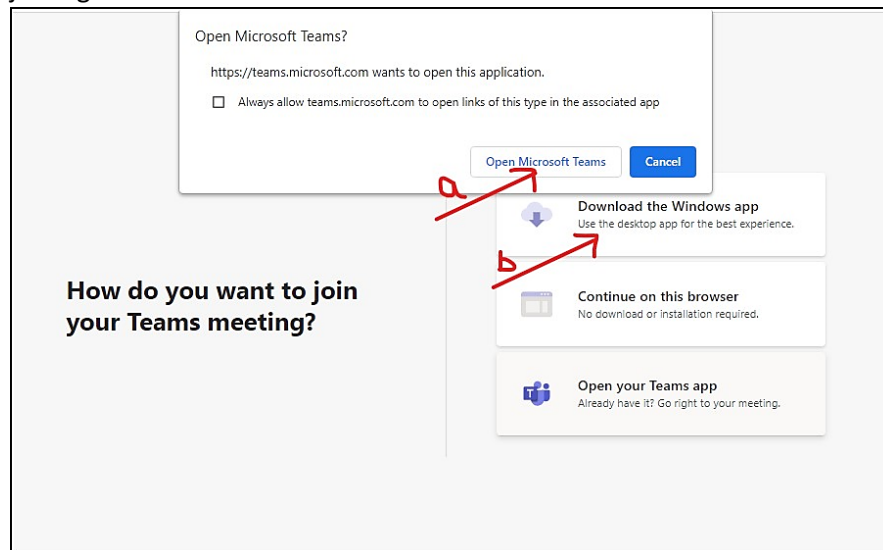 Open Microsoft Teams?
https://teams.microsoft.com wants to open this application.
Always allow teams.microsoft.com to open links of this type in the associated app
Open Microsoft Teams Cancel
a
Download the Windows app
Use the desktop app for the best experience.
b
How do you want to join
your Teams meeting?
Continue on this browser
No download or installation required.
Open your Teams app
Already have it? Go right to your meeting.